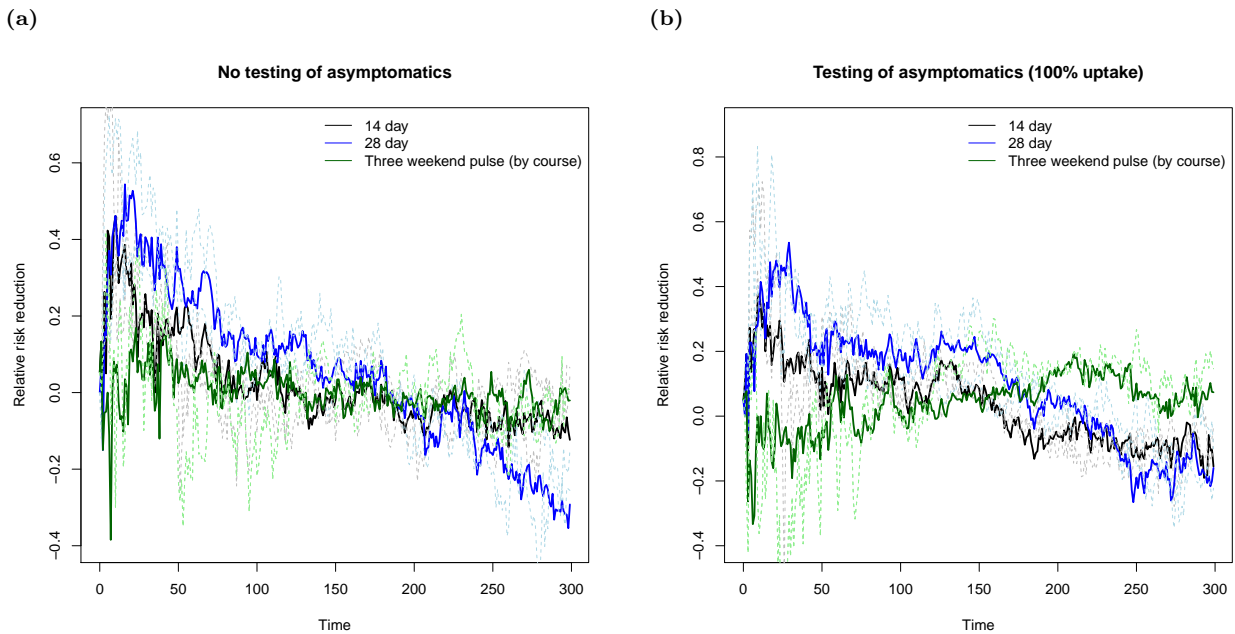 (a)
No testing of asymptomatics
14 day
28 day
Three weekend pulse (by course)
Relative risk reduction
0.6
0.4
0.2
0.0
−0.2
−0.4
0
50
100
150
200
250
300
Time
(b)
Testing of asymptomatics (100% uptake)
14 day
28 day
Three weekend pulse (by course)
Relative risk reduction
0.8
0.6
0.4
0.2
0.0
−0.2
−0.4
0
50
100
150
200
250
300
Time